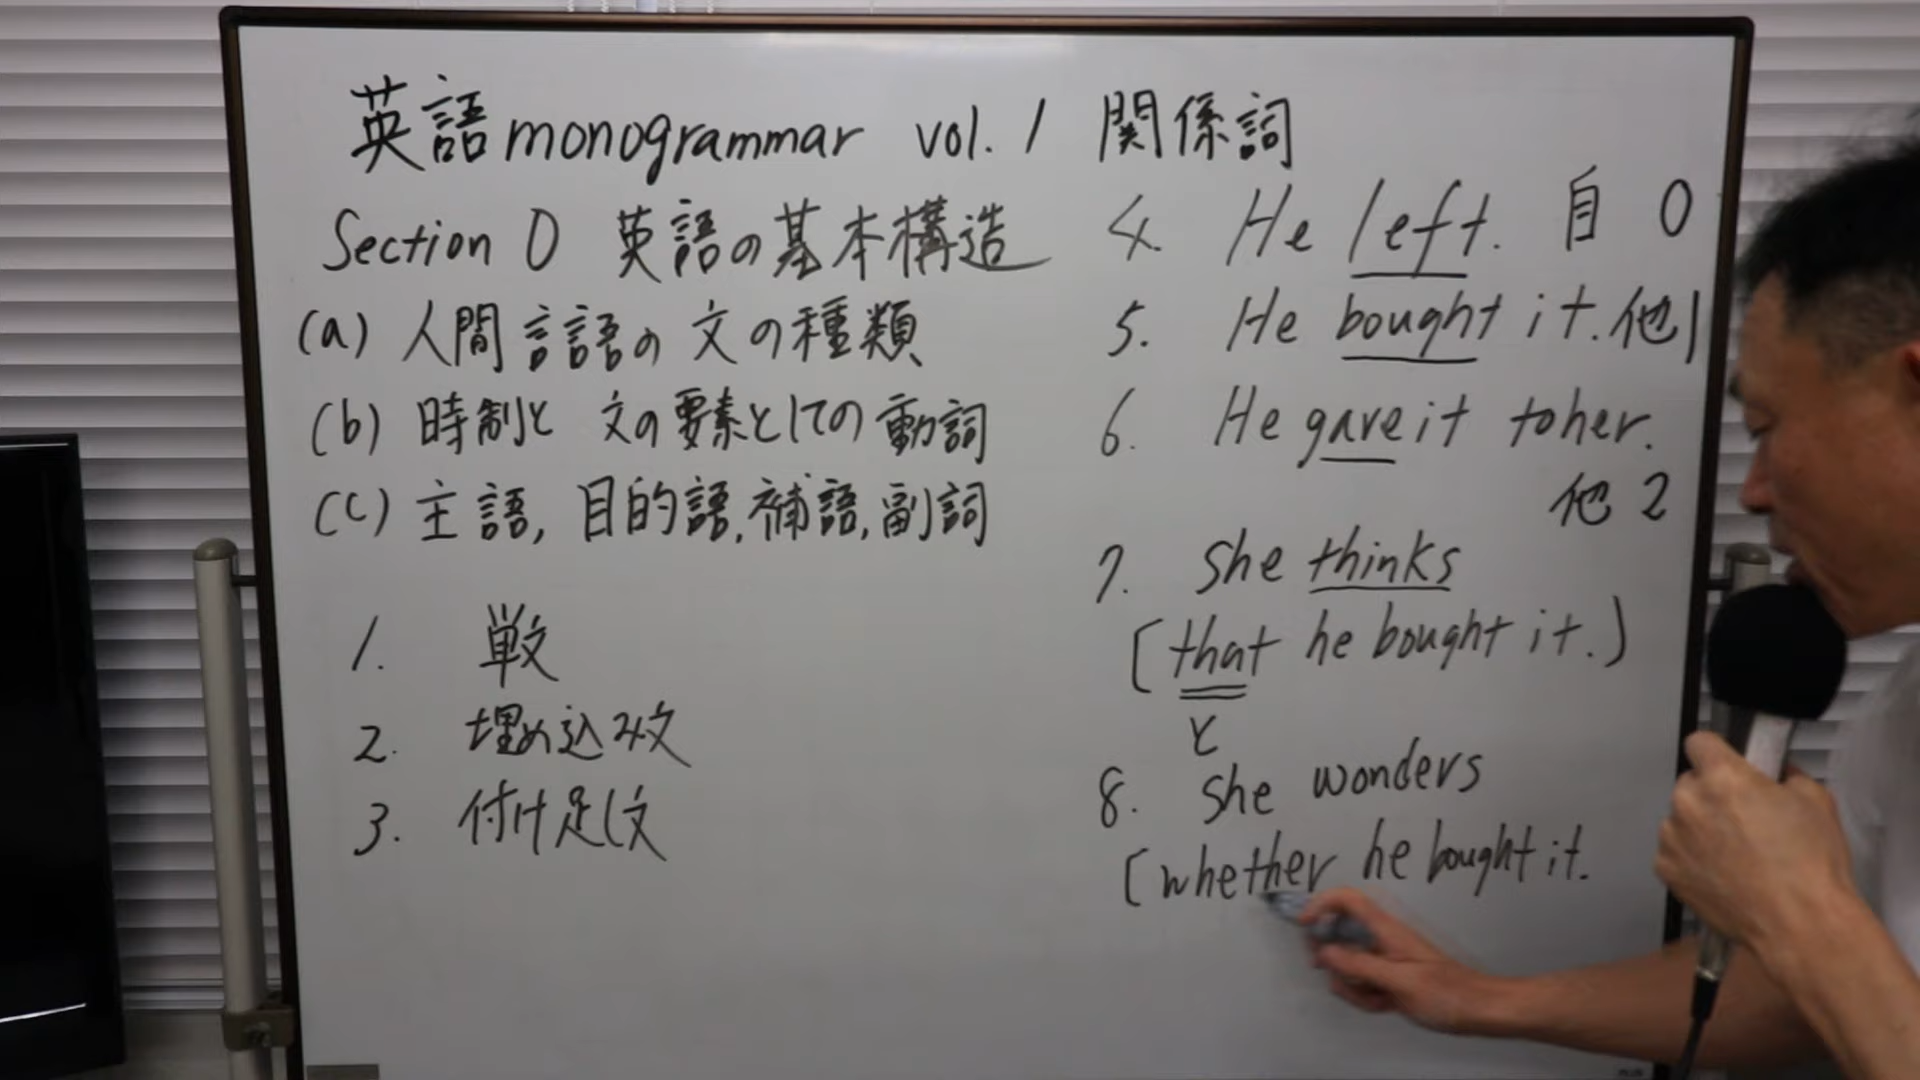 英語monogrammar vol.1 関係詞
Section 0 英語の基本構造
(a) 人間言語の文の種類
(b) 時制と文の要素としての動詞
(c) 主語,目的語,補語,副詞
1. 単文
2. 埋め込み文
3. 付け足し文
4. He left. 自 0
5. He bought it. 他1
6. He gave it to her.
他 2
7. She thinks
(that he bought it.)
と
8. She wonders
(whether he bought it.